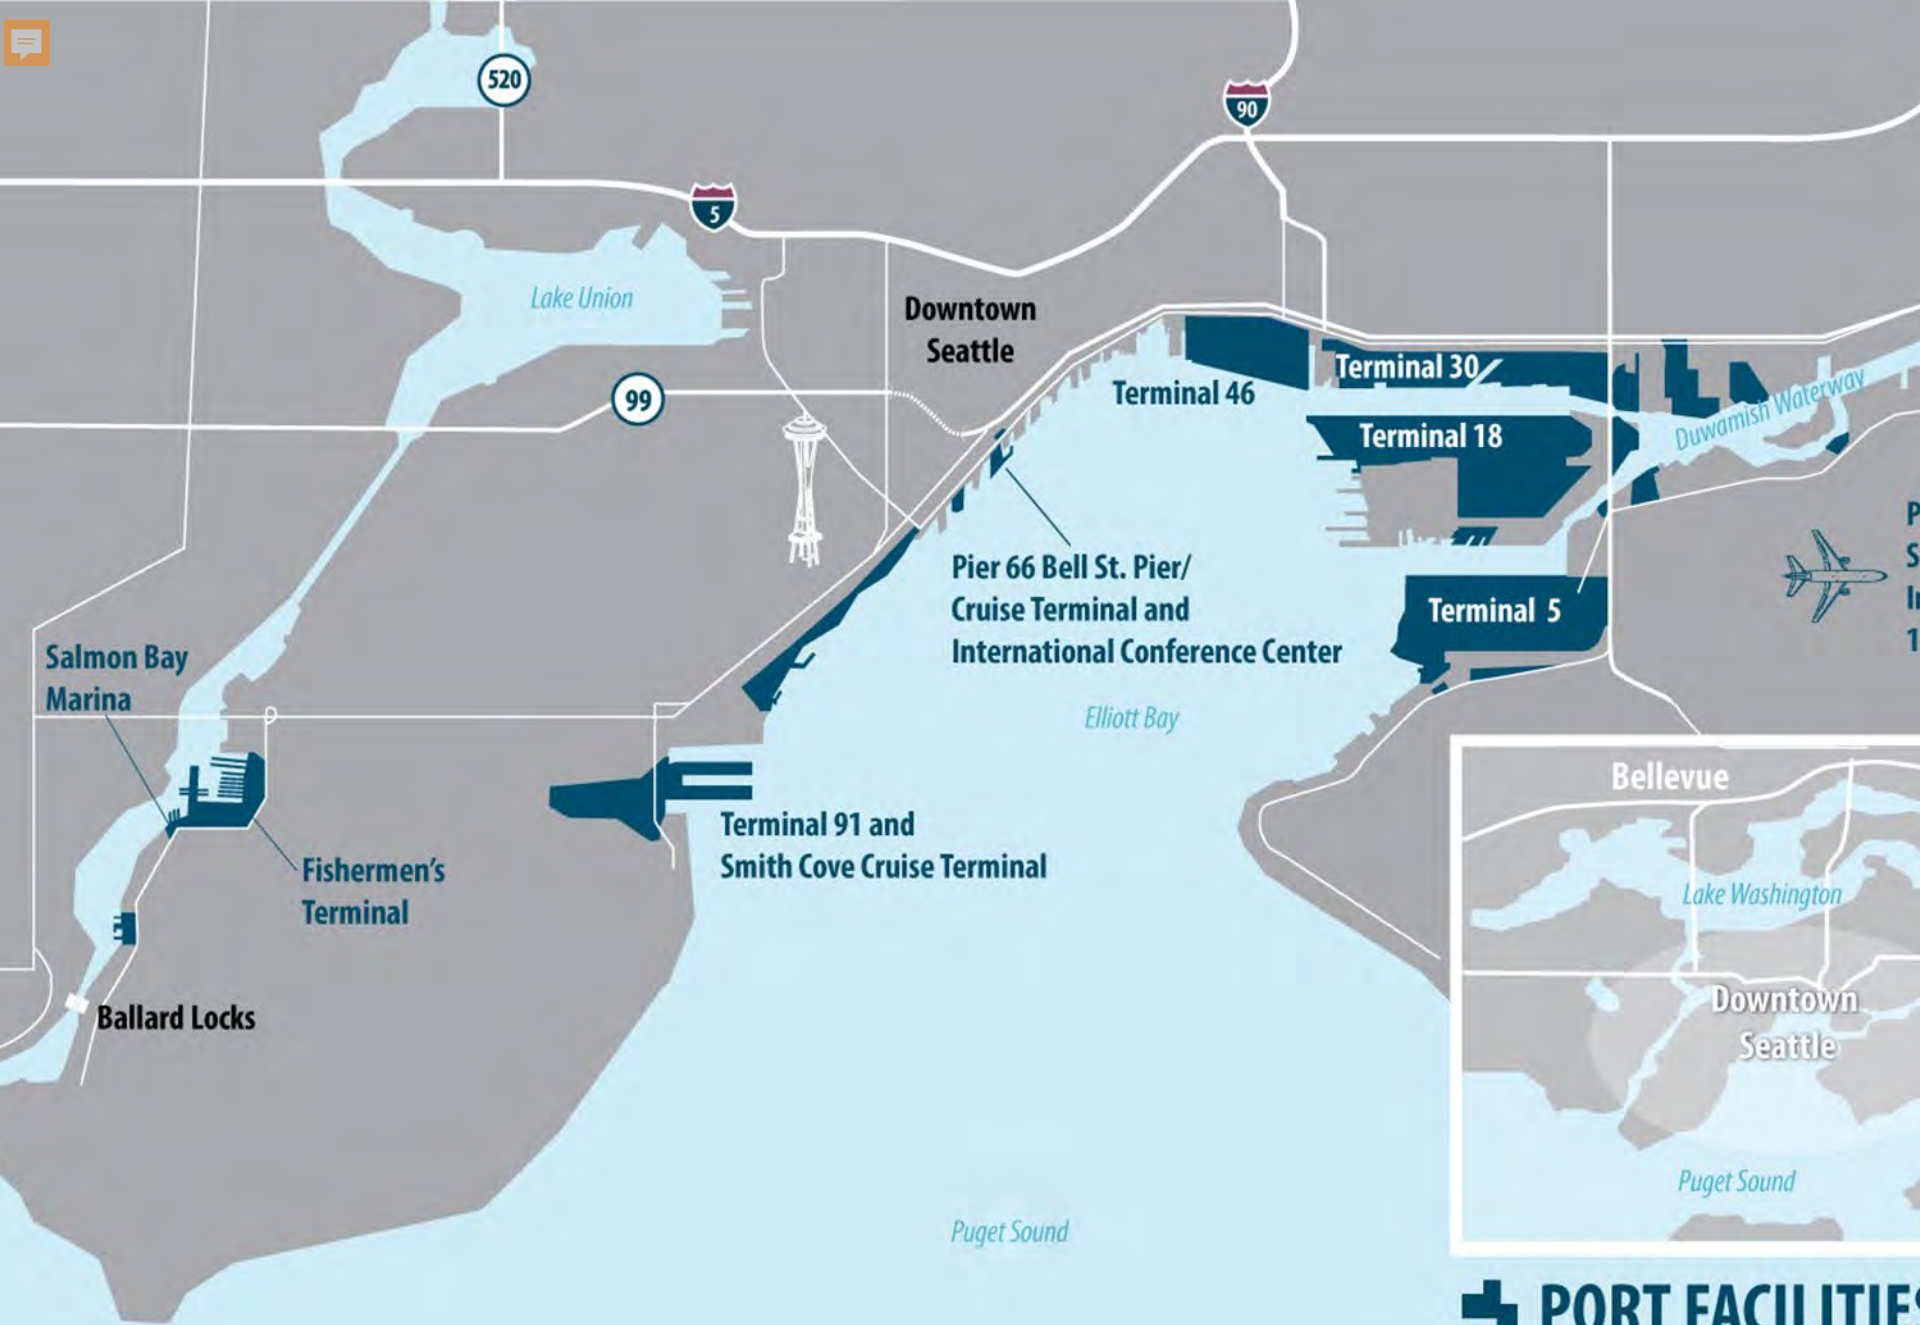 520
90
5
Lake Union
Downtown
Seattle
99
Terminal 46
Terminal 30
Terminal 18
Duwamish Waterway
Pier 66 Bell St. Pier/
Cruise Terminal and
International Conference Center
Terminal 5
Salmon Bay
Marina
Elliott Bay
Terminal 91 and
Smith Cove Cruise Terminal
Fishermen's
Terminal
Ballard Locks
Bellevue
Lake Washington
Downtown
Seattle
Puget Sound
Puget Sound
PORT FACILITIES